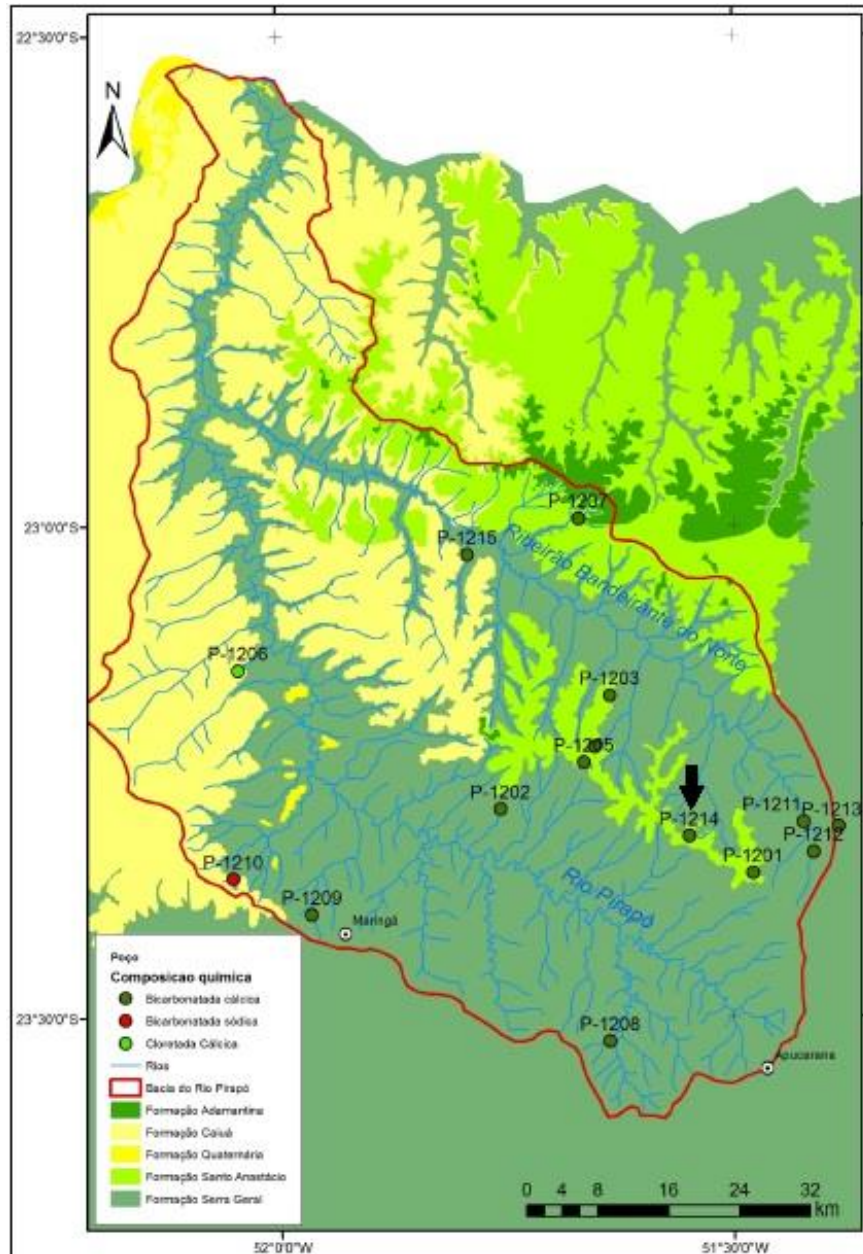 22°30'0"S
N
P-1207
23°0'0"S
P-1215
Ribeirão Bandeirante do Norte
P-1206
P-1203
P-1205
P-1202
P-1214
P-1211
P-1213
P-1212
P-1201
P-1210
P-1209
Maringá
Rio Pirapó
P-1208
Apucarana
23°30'0"S
Poço
Composicao quimica
Bicarbonatada cálcica
Bicarbonatada sódica
Cloretada Cálcica
Rios
Bacia do Rio Pirapó
Formação Adamantina
Formação Caiuá
Formação Quaternária
Formação Santo Anastácio
Formação Serra Geral
0 4 8 16 24 32
km
52°0'0"W
51°30'0"W